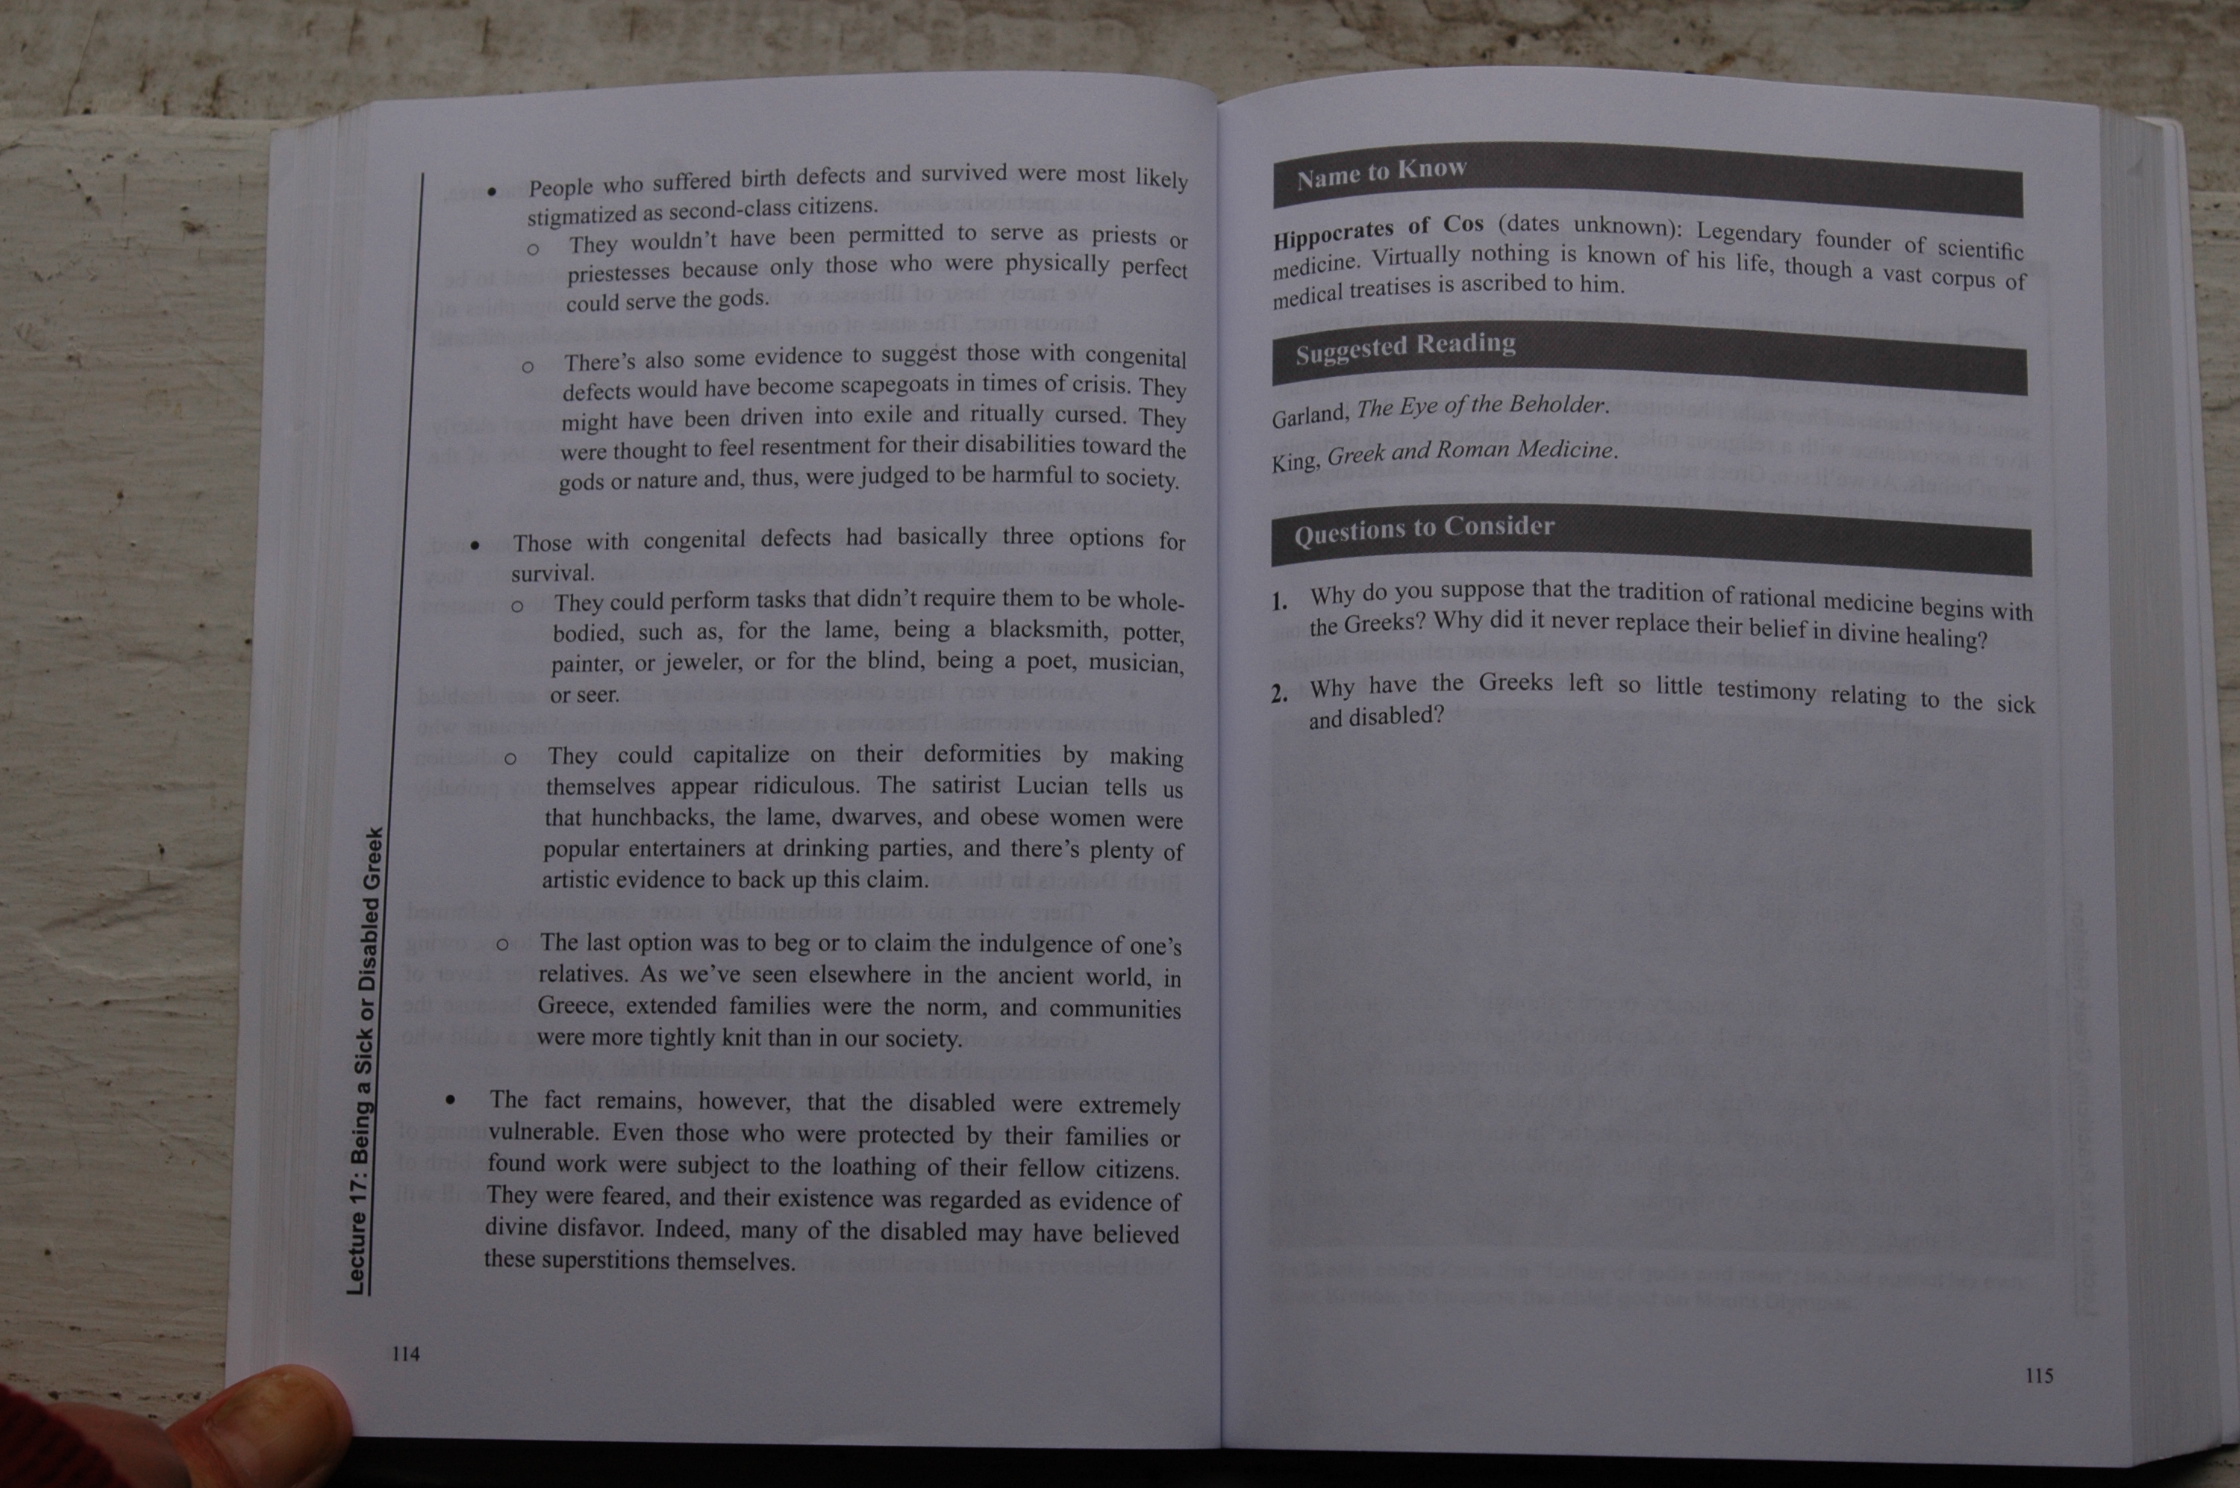 • People who suffered birth defects and survived were most likely
stigmatized as second-class citizens.
o They wouldn't have been permitted to serve as priests or
priestesses because only those who were physically perfect
could serve the gods.
o There's also some evidence to suggest those with congenital
defects would have become scapegoats in times of crisis. They
might have been driven into exile and ritually cursed. They
were thought to feel resentment for their disabilities toward the
gods or nature and, thus, were judged to be harmful to society.
• Those with congenital defects had basically three options for
survival.
o They could perform tasks that didn't require them to be whole-
bodied, such as, for the lame, being a blacksmith, potter,
painter, or jeweler, or for the blind, being a poet, musician,
or seer.
o They could capitalize on their deformities by making
themselves appear ridiculous. The satirist Lucian tells us
that hunchbacks, the lame, dwarves, and obese women were
popular entertainers at drinking parties, and there's plenty of
artistic evidence to back up this claim.
o The last option was to beg or to claim the indulgence of one's
relatives. As we've seen elsewhere in the ancient world, in
Greece, extended families were the norm, and communities
were more tightly knit than in our society.
• The fact remains, however, that the disabled were extremely
vulnerable. Even those who were protected by their families or
found work were subject to the loathing of their fellow citizens.
They were feared, and their existence was regarded as evidence of
divine disfavor. Indeed, many of the disabled may have believed
these superstitions themselves.
Lecture 17: Being a Sick or Disabled Greek
114
Name to Know
Hippocrates of Cos (dates unknown): Legendary founder of scientific
medicine. Virtually nothing is known of his life, though a vast corpus of
medical treatises is ascribed to him.
Suggested Reading
Garland, The Eye of the Beholder.
King, Greek and Roman Medicine.
Questions to Consider
1. Why do you suppose that the tradition of rational medicine begins with
the Greeks? Why did it never replace their belief in divine healing?
2. Why have the Greeks left so little testimony relating to the sick
and disabled?
115